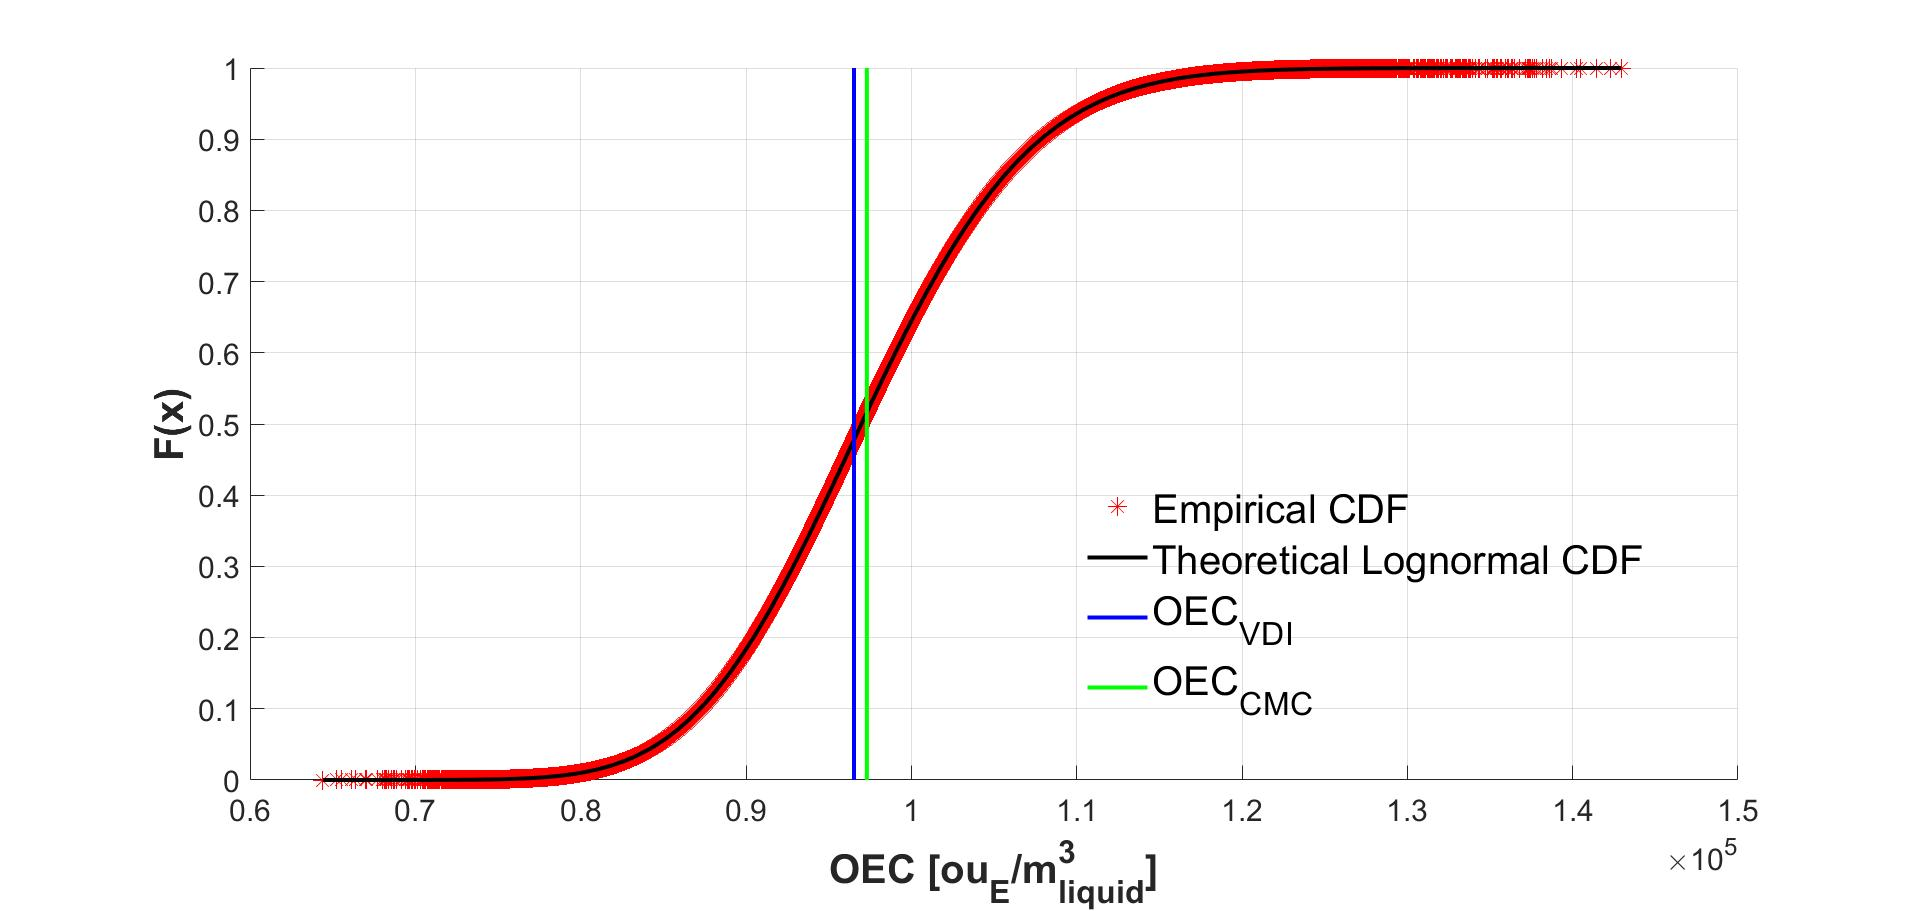 1
0.9
0.8
0.7
0.6
0.5
0.4
0.3
0.2
0.1
0
F(x)
Empirical CDF
Theoretical Lognormal CDF
OEC_VDI
OEC_CMC
0.6 0.7 0.8 0.9 1 1.1 1.2 1.3 1.4 1.5
×10^5
OEC [ou_E/m^3_liquid]